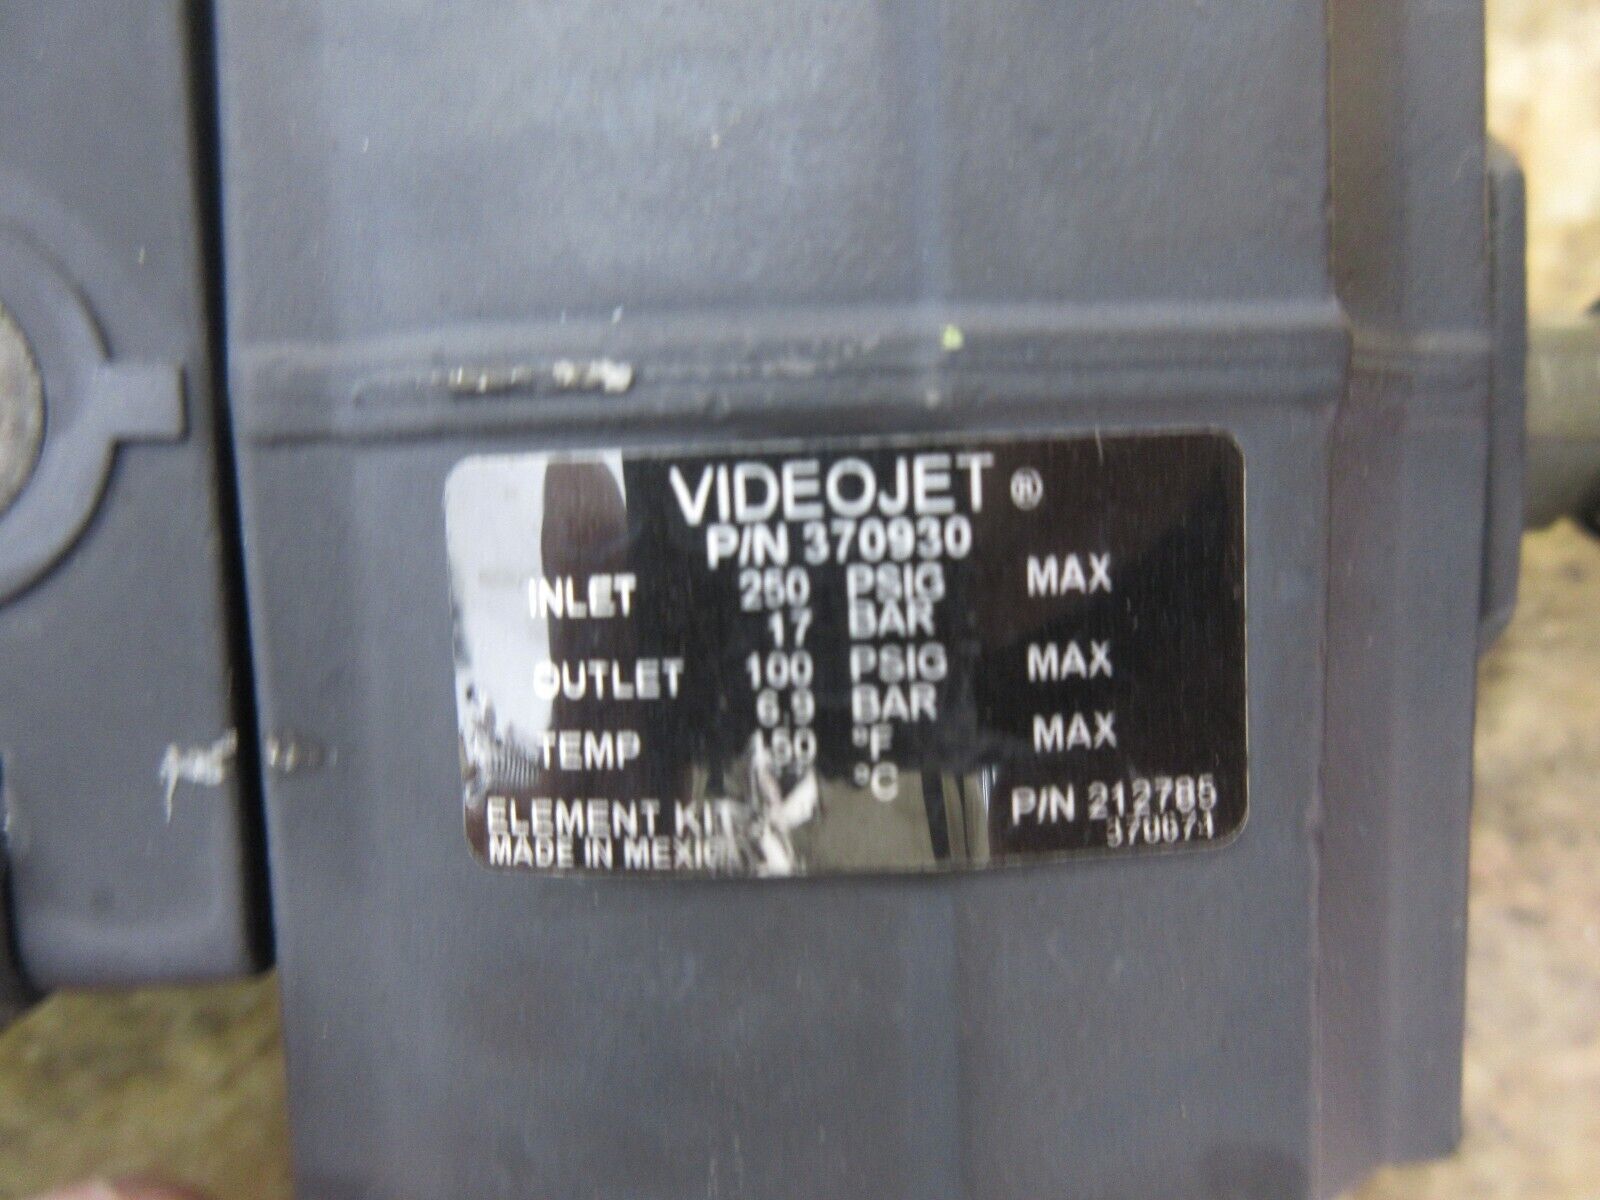 VIDEOJET ®
P/N 370930
INLET 250 PSIG MAX
17 BAR
OUTLET 100 PSIG MAX
6.9 BAR
TEMP 150 °F MAX
°C
ELEMENT KIT P/N 212785
MADE IN MEXICO